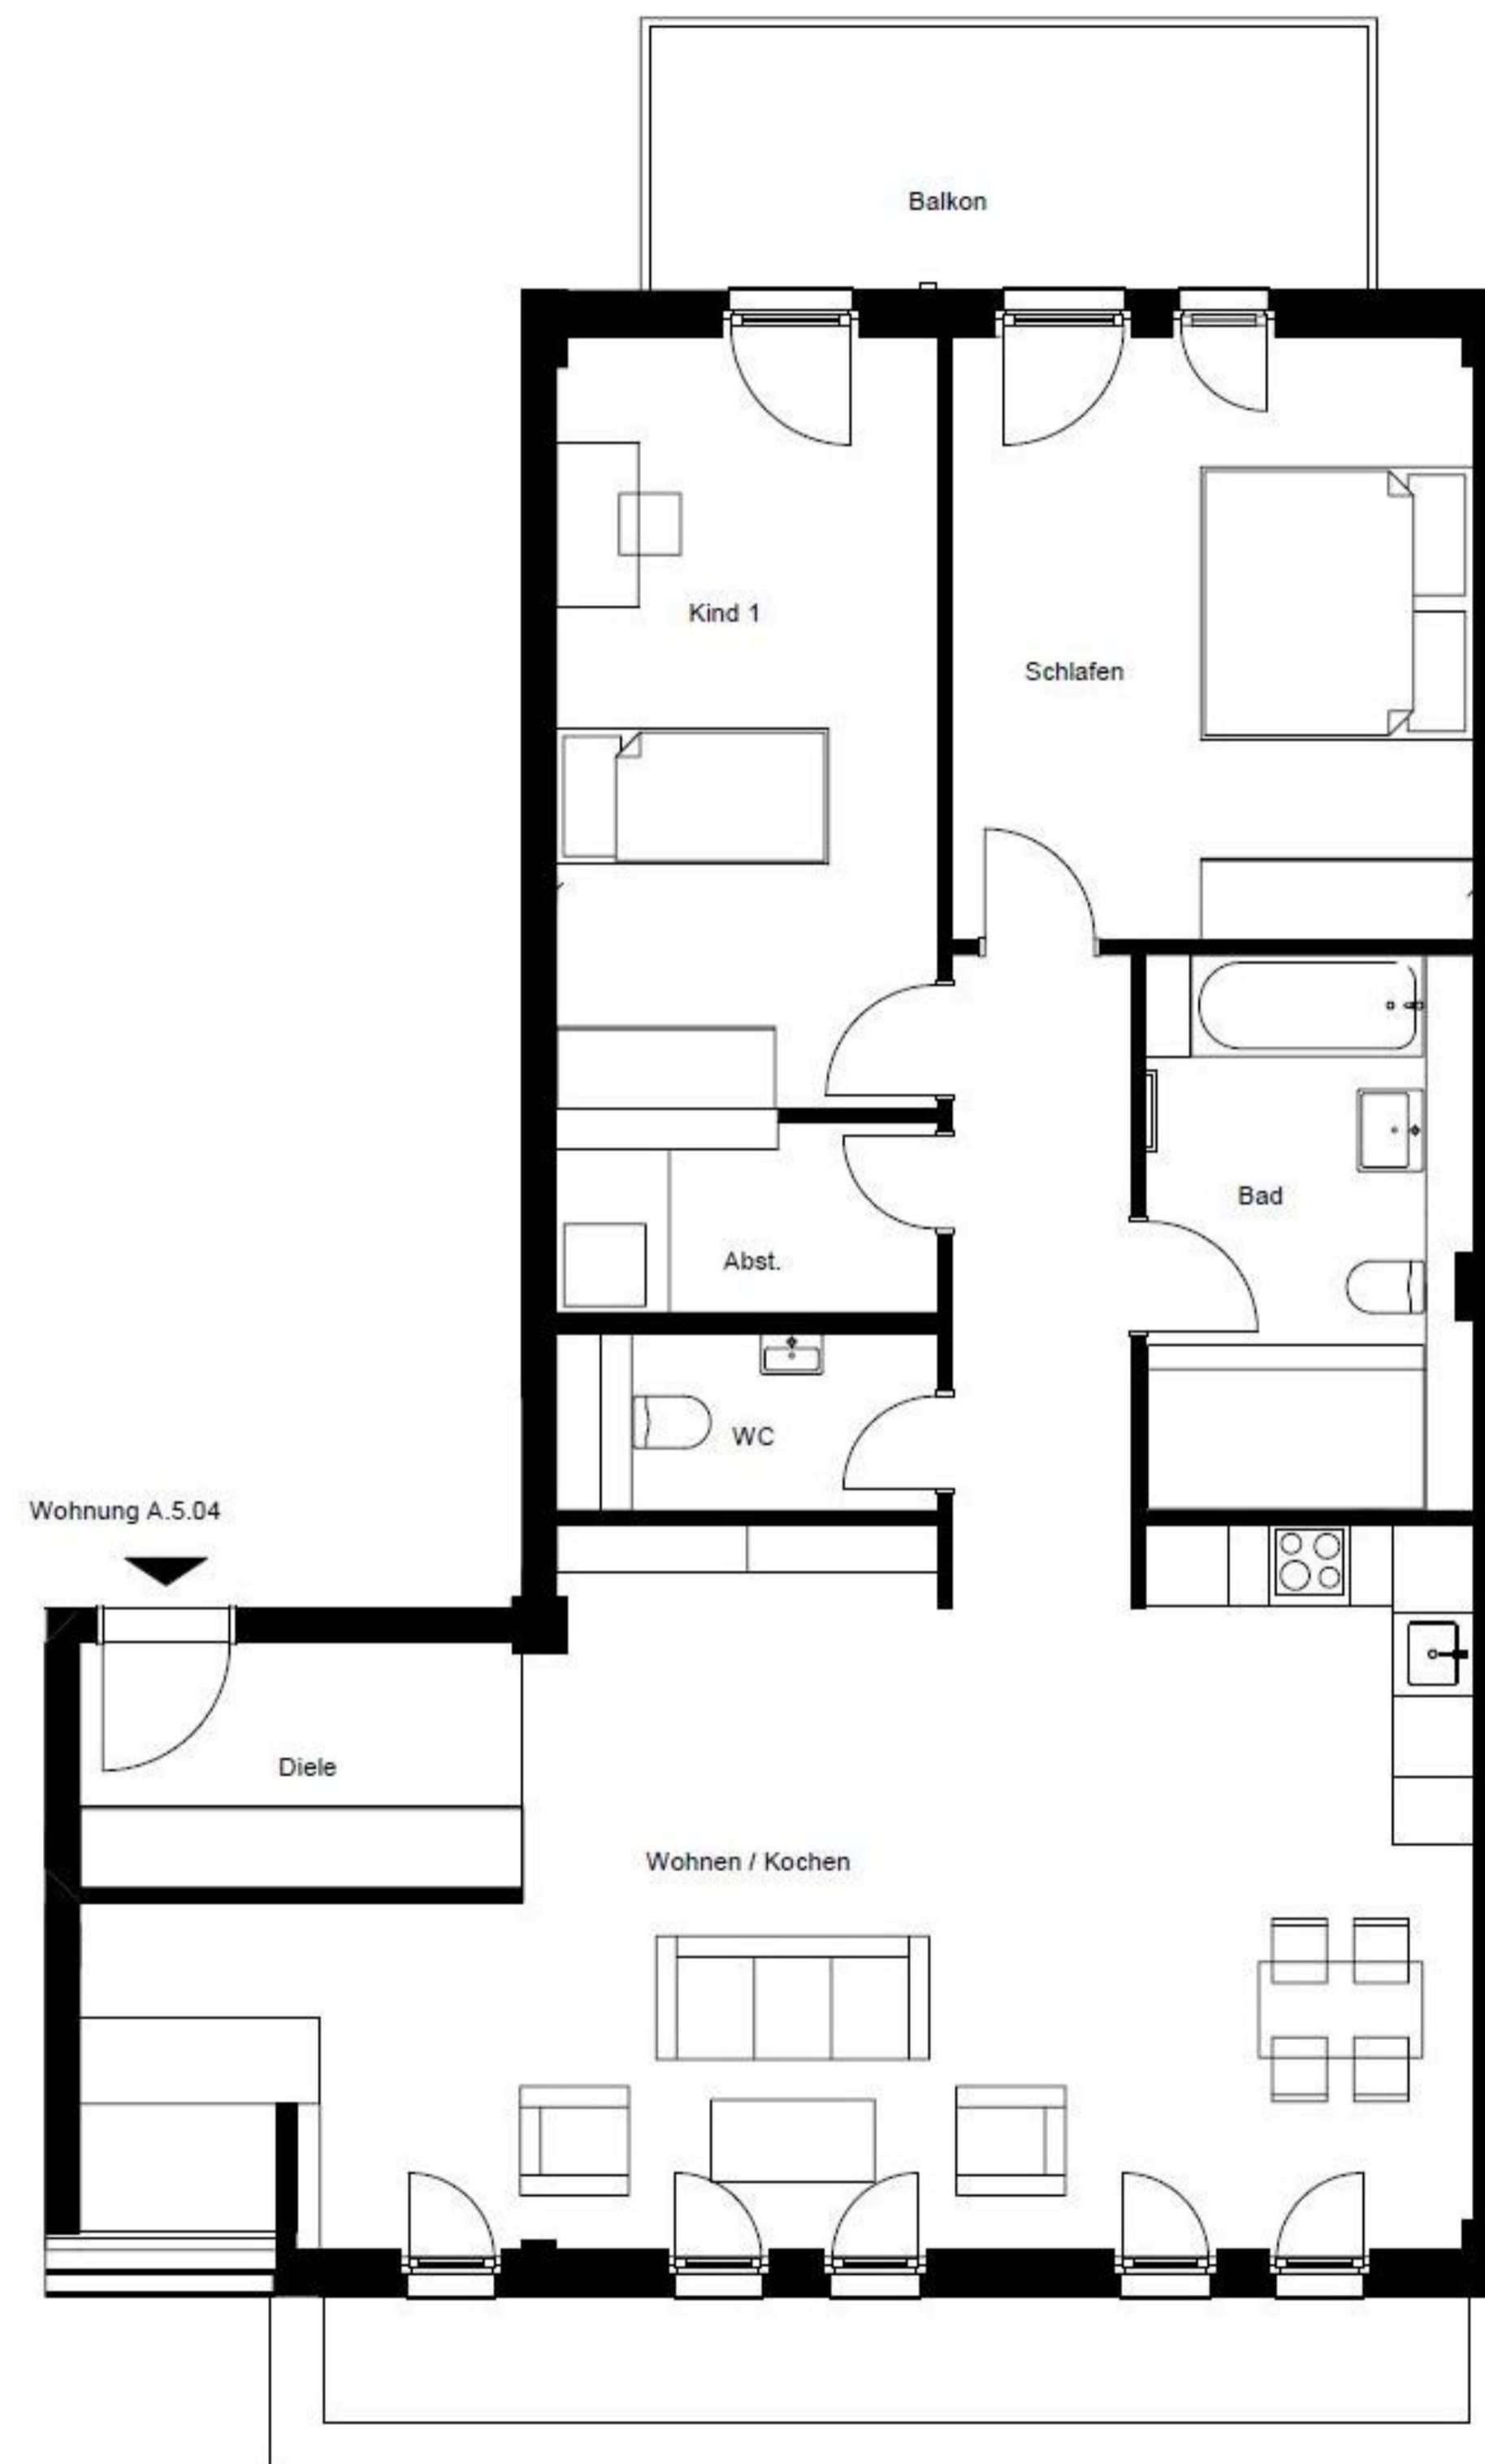 Balkon
Kind 1
Schlafen
Bad
Abst.
WC
Wohnung A.5.04
Diele
Wohnen / Kochen